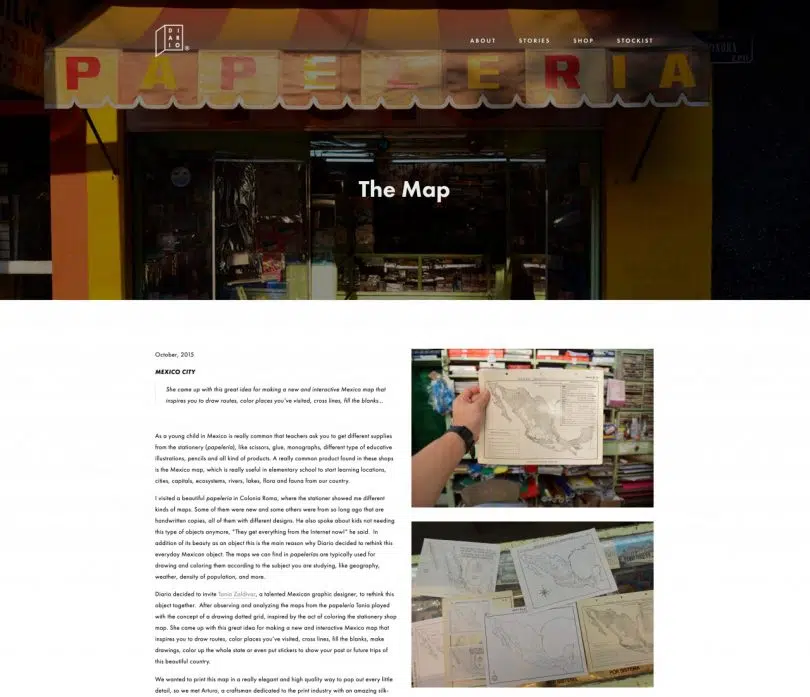 DI
AR
IO
®
ABOUT
STORIES
SHOP
STOCKIST
PAPELERIA
The Map
October, 2015
MEXICO CITY
She came up with this great idea for making a new and interactive Mexico map that
inspires you to draw routes, color places you've visited, cross lines, fill the blanks...
As a young child in Mexico is really common that teachers ask you to get different supplies
from the stationery (papelería), like scissors, glue, monographs, different type of educative
illustrations, pencils and all kind of products. A really common product found in these shops
is the Mexico map, which is really useful in elementary school to start learning locations,
cities, capitals, ecosystems, rivers, lakes, flora and fauna from our country.
I visited a beautiful papelería in Colonia Roma, where the stationer showed me different
kinds of maps. Some of them were new and some others were from so long ago that are
handwritten copies, all of them with different designs. He also spoke about kids not needing
this type of objects anymore, "They get everything from the Internet now!" he said. In
addition of its beauty as an object this is the main reason why Diario decided to rethink this
everyday Mexican object. The maps we can find in papelerías are typically used for
drawing and coloring them according to the subject you are studying, like geography,
weather, density of population, and more.
Diario decided to invite Tania Zaldivar, a talented Mexican graphic designer, to rethink this
object together. After observing and analyzing the maps from the papelería Tania played
with the concept of a drawing dotted grid, inspired by the act of coloring the stationery shop
map. She came up with this great idea for making a new and interactive Mexico map that
inspires you to draw routes, color places you've visited, cross lines, fill the blanks, make
drawings, color up the whole state or even put stickers to show your past or future trips of
this beautiful country.
We wanted to print this map in a really elegant and high quality way to pop out every little
detail, so we met Arturo, a craftsman dedicated to the print industry with an amazing silk-
POR SISTEMA